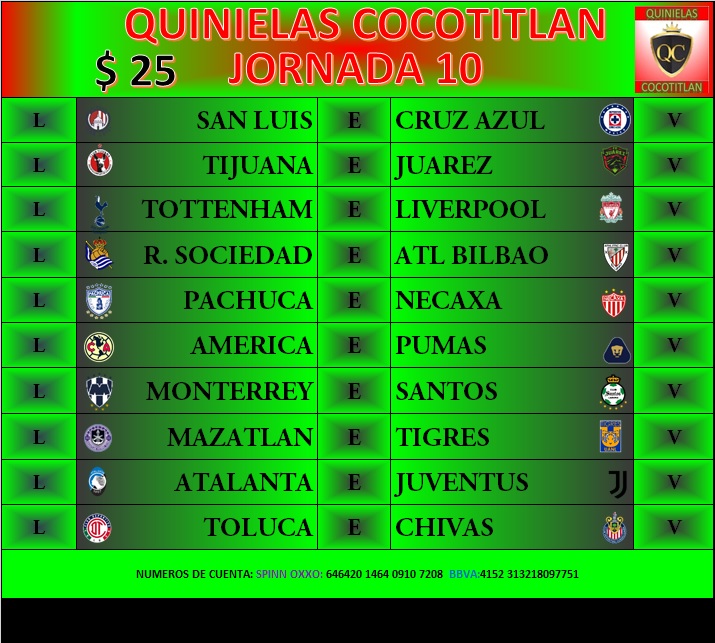 QUINIELAS COCOTITLAN
$ 25 JORNADA 10
QUINIELAS
QC
COCOTITLAN
L SAN LUIS E CRUZ AZUL V
L TIJUANA E JUAREZ V
L TOTTENHAM E LIVERPOOL V
L R. SOCIEDAD E ATL BILBAO V
L PACHUCA E NECAXA V
L AMERICA E PUMAS V
L MONTERREY E SANTOS V
L MAZATLAN E TIGRES V
L ATALANTA E JUVENTUS V
L TOLUCA E CHIVAS V
NUMEROS DE CUENTA: SPINN OXXO: 646420 1464 0910 7208 BBVA:4152 313218097751